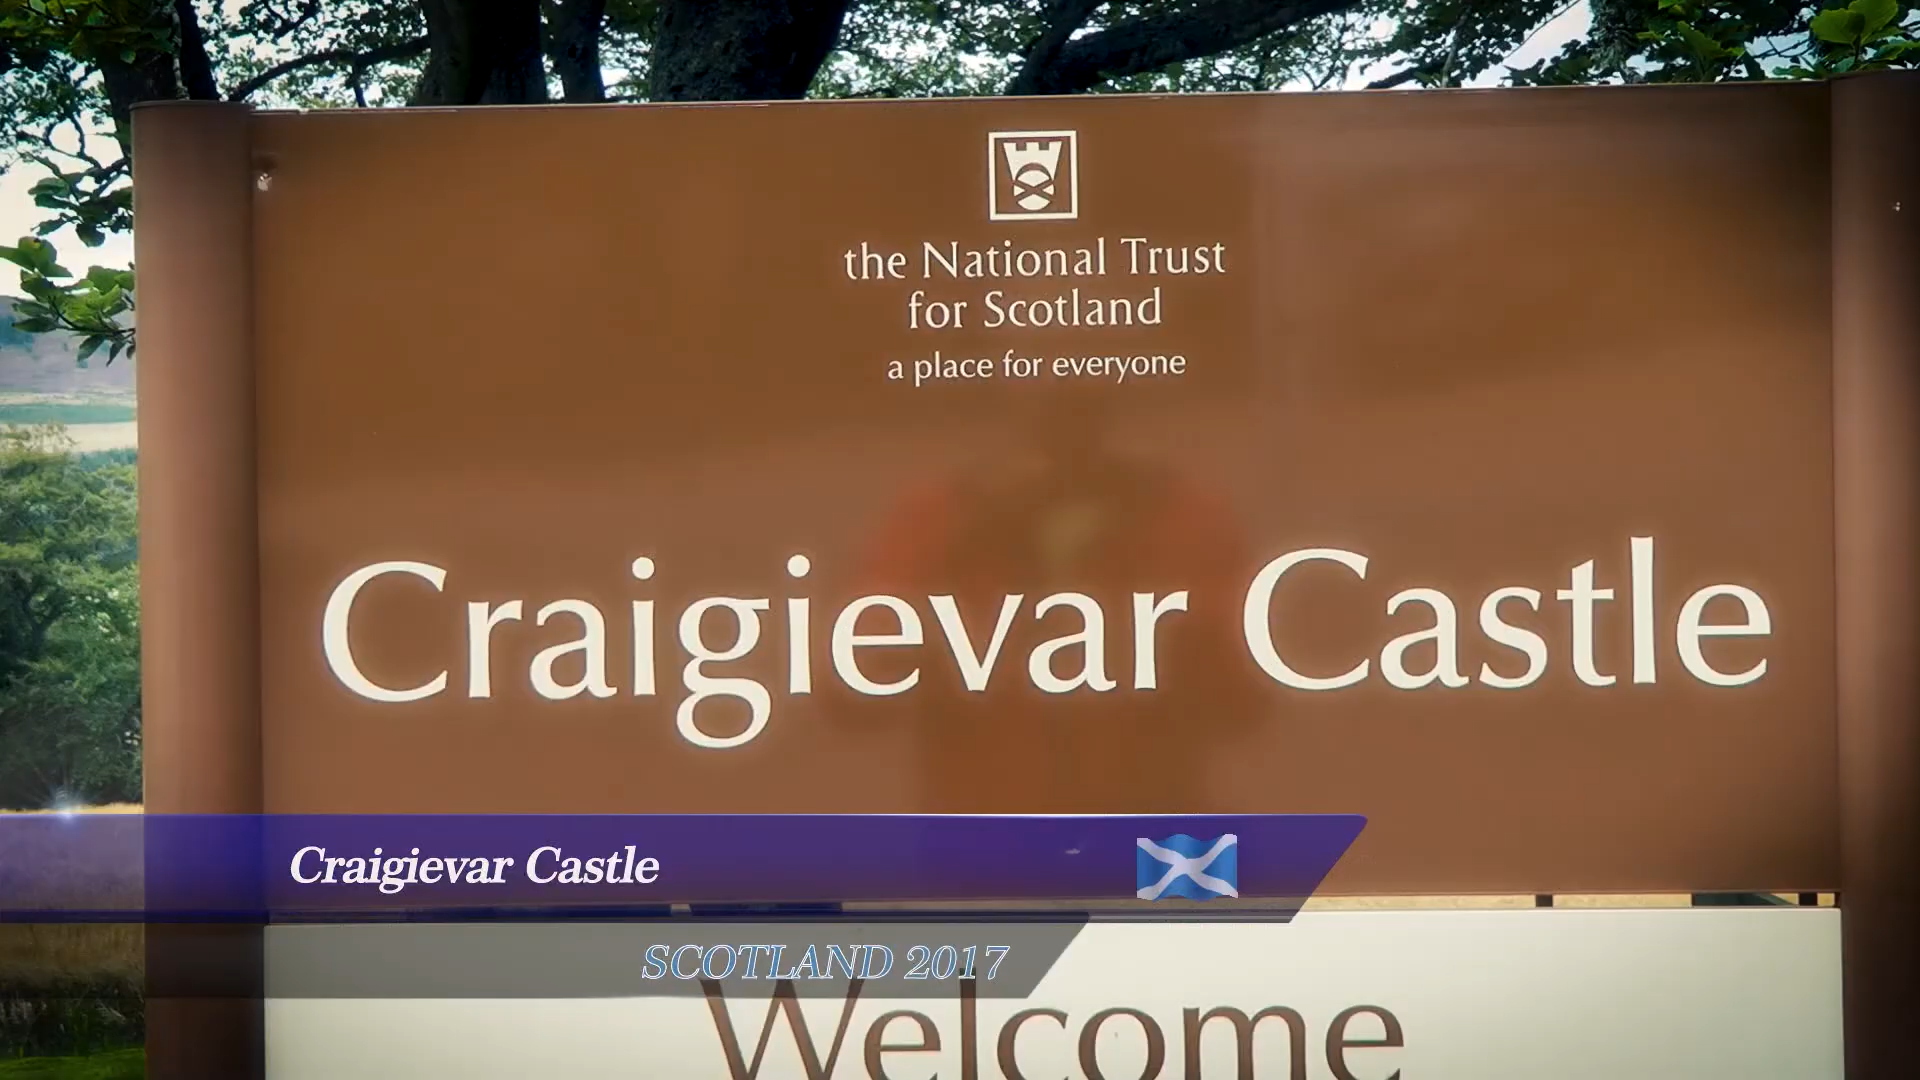 the National Trust
for Scotland
a place for everyone
Craigievar Castle
Craigievar Castle
SCOTLAND 2017
Welcome